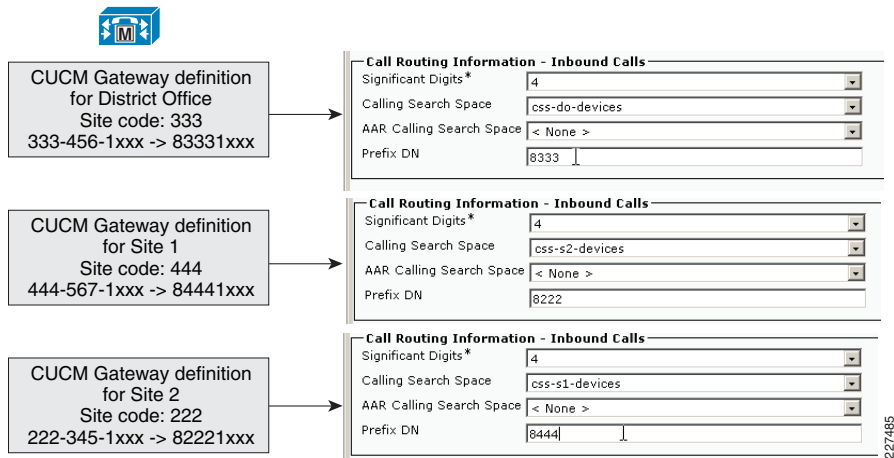 M
CUCM Gateway definition
for District Office
Site code: 333
333-456-1xxx -> 83331xxx
Call Routing Information - Inbound Calls
Significant Digits* 4
Calling Search Space css-do-devices
AAR Calling Search Space < None >
Prefix DN 8333
CUCM Gateway definition
for Site 1
Site code: 444
444-567-1xxx -> 84441xxx
Call Routing Information - Inbound Calls
Significant Digits* 4
Calling Search Space css-s2-devices
AAR Calling Search Space < None >
Prefix DN 8222
CUCM Gateway definition
for Site 2
Site code: 222
222-345-1xxx -> 82221xxx
Call Routing Information - Inbound Calls
Significant Digits* 4
Calling Search Space css-s1-devices
AAR Calling Search Space < None >
Prefix DN 8444
227485